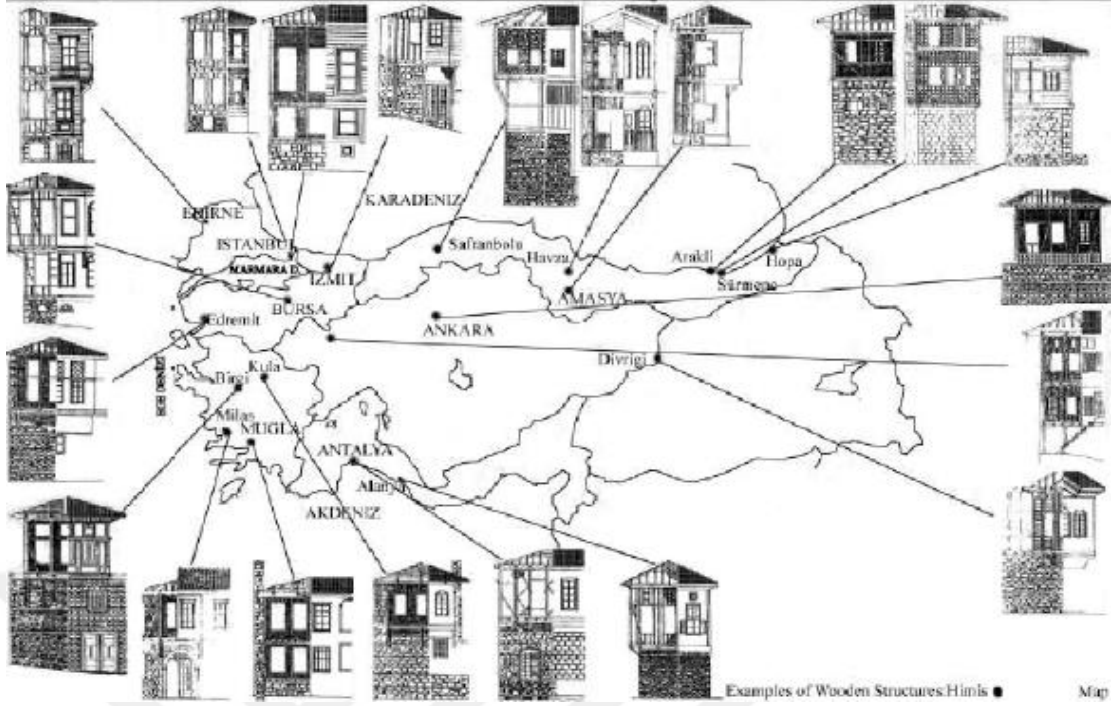 KARADENIZ
EDIRNE
ISTANBUL
MARMARA D.
IZMIT
Safranbolu
Havza
Arakli
Hopa
Sürmene
AMASYA
BURSA
Edremit
ANKARA
Divrigi
Kula
Birgi
Milas
MUGLA
ANTALYA
Alanya
AKDENIZ
Examples of Wooden Structures:Himis
Map